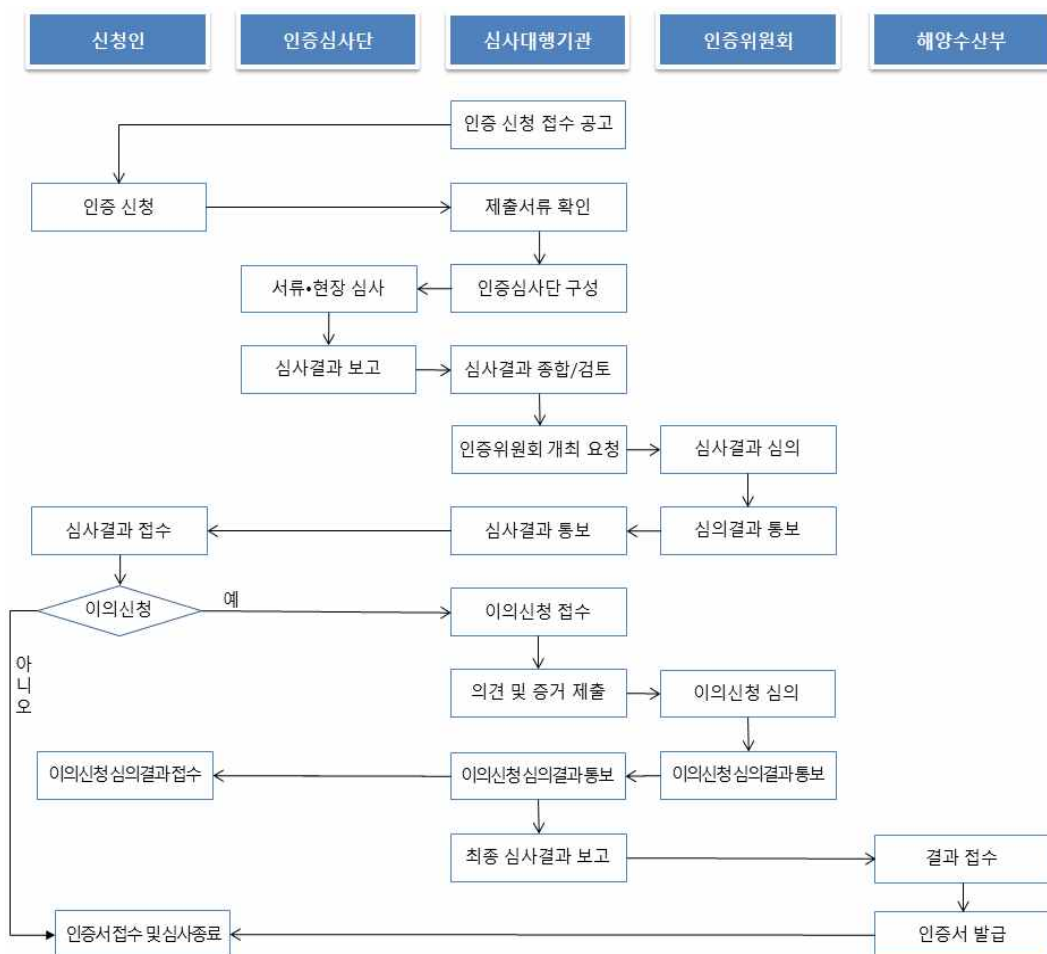 신청인
인증심사단
심사대행기관
인증위원회
해양수산부
인증 신청 접수 공고
인증 신청
제출서류 확인
서류•현장 심사
인증심사단 구성
심사결과 보고
심사결과 종합/검토
인증위원회 개최 요청
심사결과 심의
심사결과 접수
심사결과 통보
심의결과 통보
이의신청
예
이의신청 접수
아
니
오
의견 및 증거 제출
이의신청 심의
이의신청 심의결과 접수
이의신청 심의결과 통보
이의신청 심의결과 통보
최종 심사결과 보고
결과 접수
인증서 접수 및 심사종료
인증서 발급